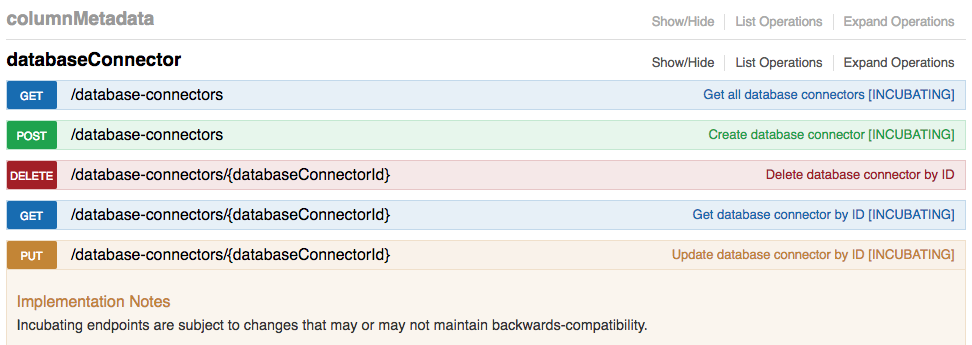 columnMetadata Show/Hide List Operations Expand Operations
databaseConnector Show/Hide List Operations Expand Operations
GET /database-connectors Get all database connectors [INCUBATING]
POST /database-connectors Create database connector [INCUBATING]
DELETE /database-connectors/{databaseConnectorId} Delete database connector by ID
GET /database-connectors/{databaseConnectorId} Get database connector by ID [INCUBATING]
PUT /database-connectors/{databaseConnectorId} Update database connector by ID [INCUBATING]
Implementation Notes
Incubating endpoints are subject to changes that may or may not maintain backwards-compatibility.